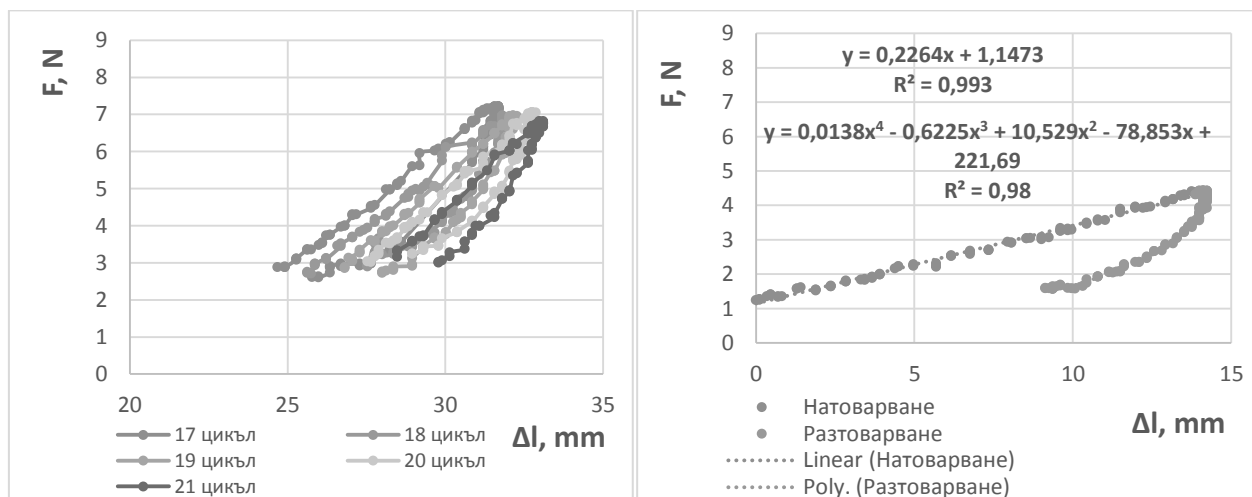 F, N
9
8
7
6
5
4
3
2
1
0
20
25
30
35
Δl, mm
17 цикъл
18 цикъл
19 цикъл
20 цикъл
21 цикъл
F, N
9
8
7
6
5
4
3
2
1
0
y = 0,2264x + 1,1473
R² = 0,993
y = 0,0138x⁴ - 0,6225x³ + 10,529x² - 78,853x +
221,69
R² = 0,98
0
5
10
15
Δl, mm
Натоварване
Разтоварване
Linear (Натоварване)
Poly. (Разтоварване)